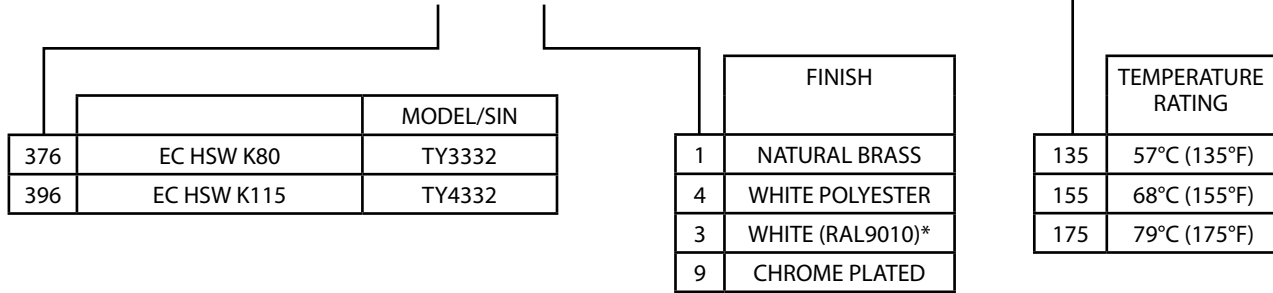 MODEL/SIN
376 EC HSW K80 TY3332
396 EC HSW K115 TY4332
FINISH
1 NATURAL BRASS
4 WHITE POLYESTER
3 WHITE (RAL9010)*
9 CHROME PLATED
TEMPERATURE
RATING
135 57°C (135°F)
155 68°C (155°F)
175 79°C (175°F)